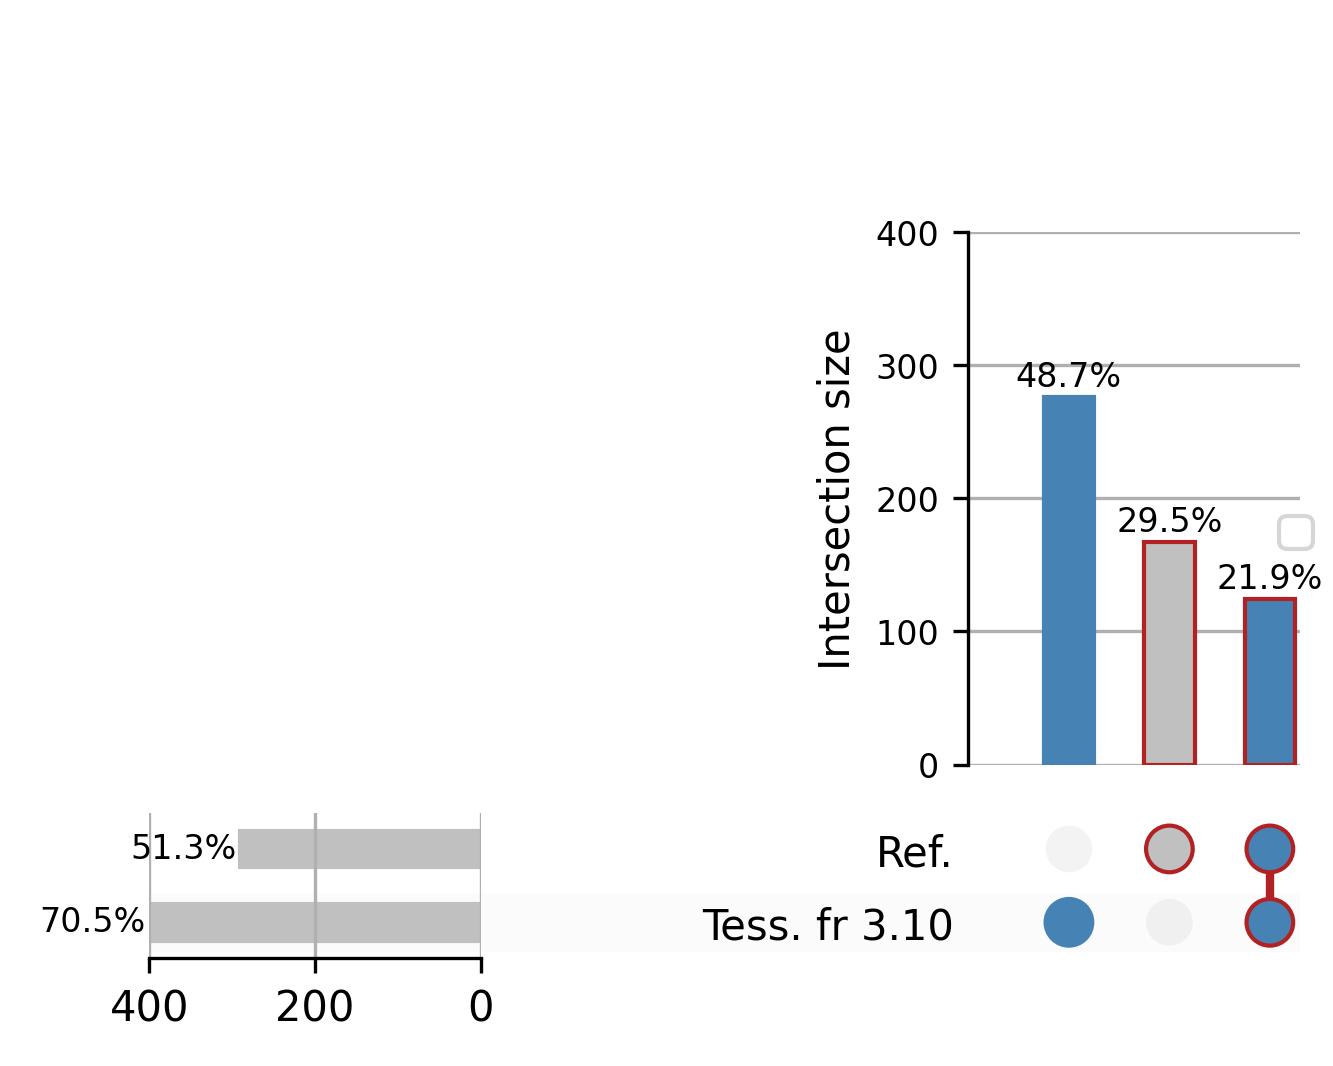 400
300
200
100
0
Intersection size
48.7%
29.5%
21.9%
51.3%
70.5%
Ref.
Tess. fr 3.10
400 200 0